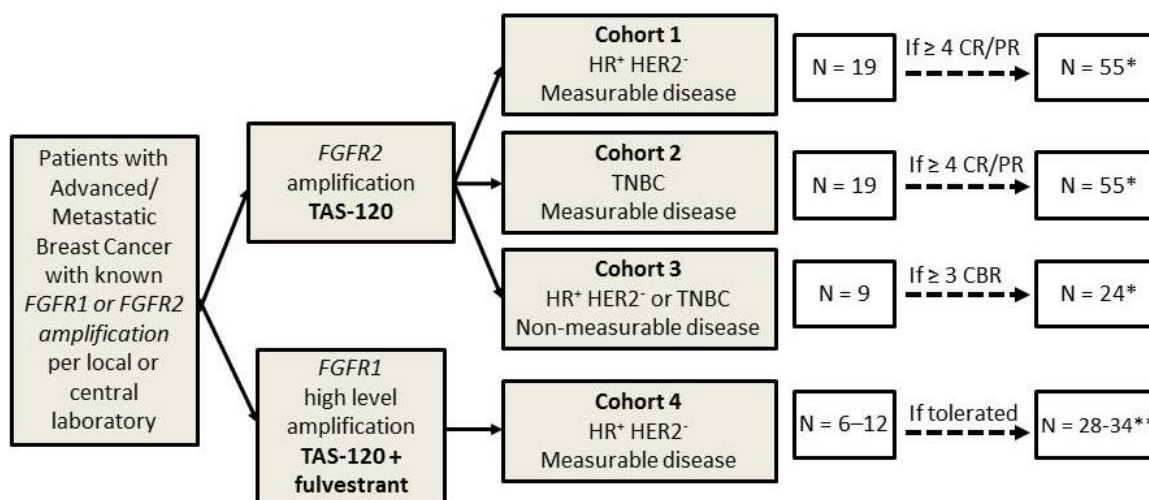 Patients with
Advanced/
Metastatic
Breast Cancer
with known
FGFR1 or FGFR2
amplification
per local or
central
laboratory
FGFR2
amplification
TAS-120
FGFR1
high level
amplification
TAS-120 +
fulvestrant
Cohort 1
HR⁺ HER2⁻
Measurable disease
N = 19
If ≥ 4 CR/PR
N = 55*
Cohort 2
TNBC
Measurable disease
N = 19
If ≥ 4 CR/PR
N = 55*
Cohort 3
HR⁺ HER2⁻ or TNBC
Non-measurable disease
N = 9
If ≥ 3 CBR
N = 24*
Cohort 4
HR⁺ HER2⁻
Measurable disease
N = 6–12
If tolerated
N = 28-34**